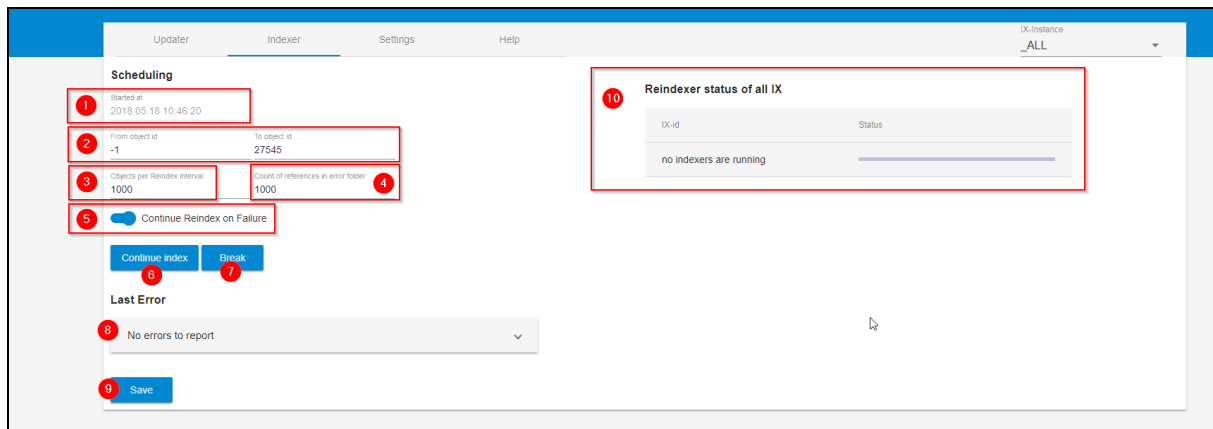 Updater Indexer Settings Help
IX-Instance
_ALL
Scheduling
1
Started at
2018.05.18 10:46:20
2
From object id To object id
-1 27545
3
Objects per Reindex interval Count of references in error folder
1000 1000
4
5
Continue Reindex on Failure
Continue index Break
6 7
Last Error
8
No errors to report
9
Save
10
Reindexer status of all IX
IX-id Status
no indexers are running